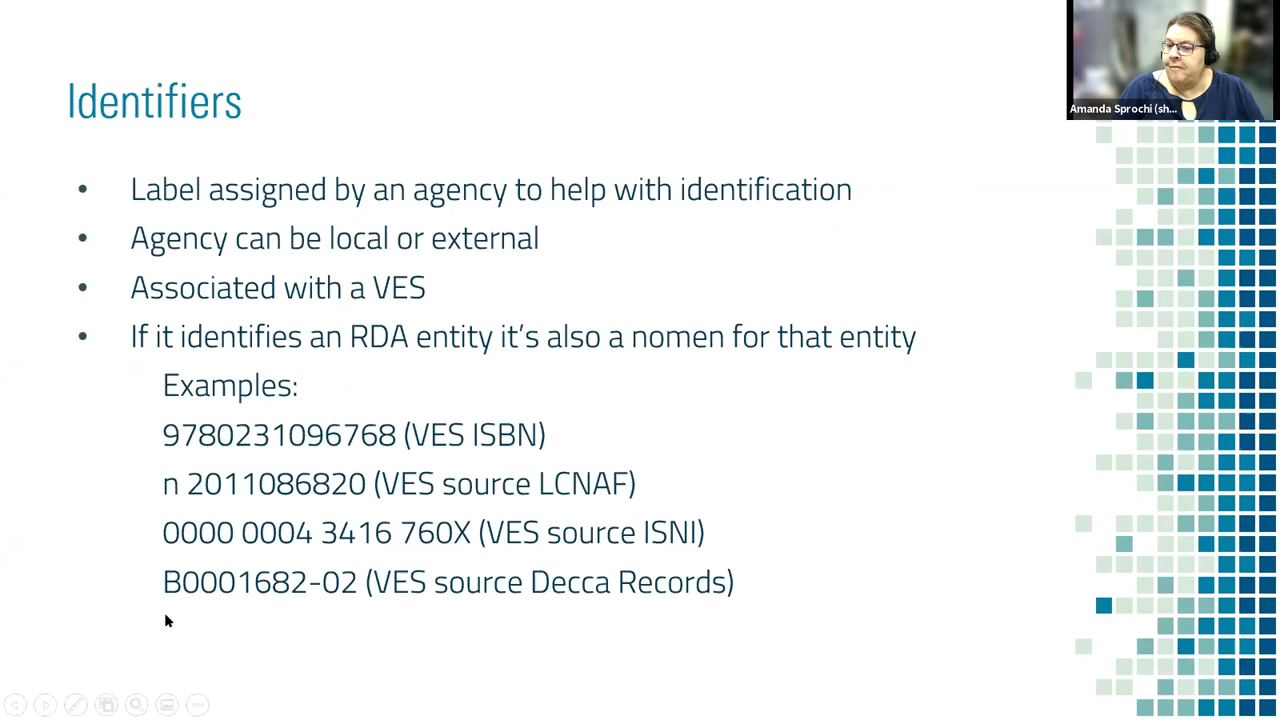 Amanda Sprochi (sh...
Identifiers
• Label assigned by an agency to help with identification
• Agency can be local or external
• Associated with a VES
• If it identifies an RDA entity it's also a nomen for that entity
Examples:
9780231096768 (VES ISBN)
n 2011086820 (VES source LCNAF)
0000 0004 3416 760X (VES source ISNI)
B0001682-02 (VES source Decca Records)